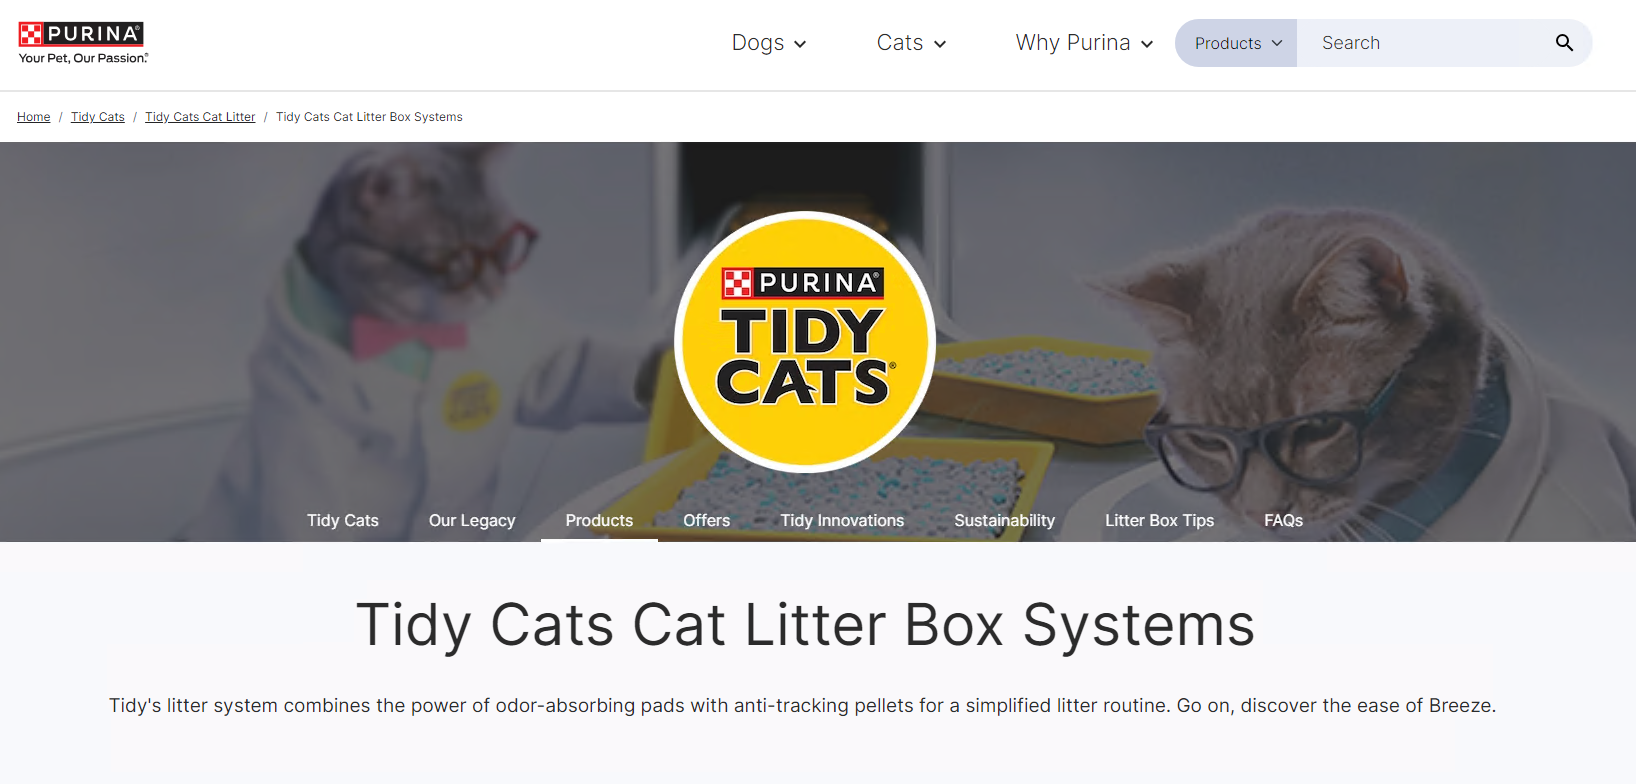 PURINA®
Your Pet, Our Passion.®
Dogs
Cats
Why Purina
Products
Search
Home / Tidy Cats / Tidy Cats Cat Litter / Tidy Cats Cat Litter Box Systems
PURINA®
TIDY
CATS®
TIDY
CATS
Tidy Cats
Our Legacy
Products
Offers
Tidy Innovations
Sustainability
Litter Box Tips
FAQs
Tidy Cats Cat Litter Box Systems
Tidy's litter system combines the power of odor-absorbing pads with anti-tracking pellets for a simplified litter routine. Go on, discover the ease of Breeze.